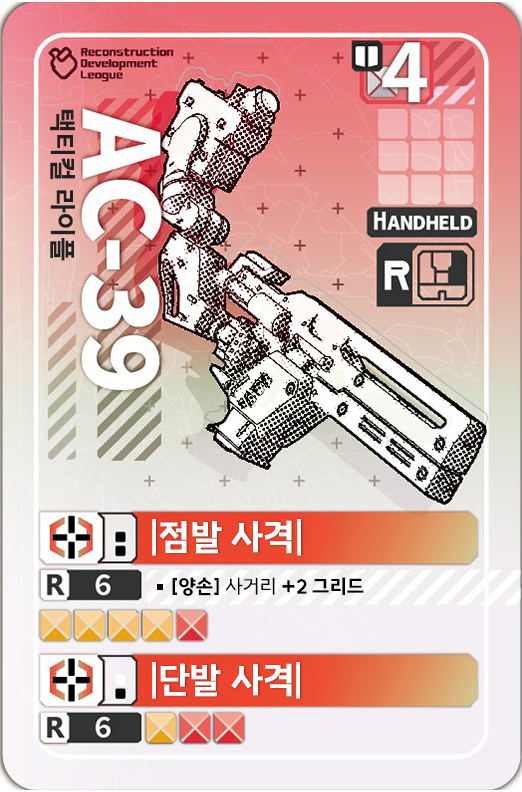 Reconstruction
Development
League
4
AC-39
택티컬 라이플
HANDHELD
R
|점발 사격|
R 6
▪ [양손] 사거리 +2 그리드
|단발 사격|
R 6